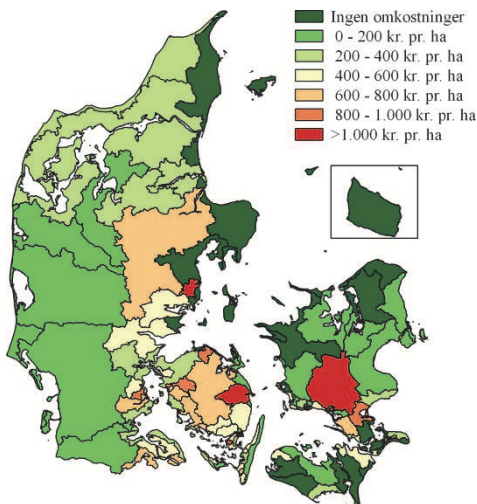 Ingen omkostninger
0 - 200 kr. pr. ha
200 - 400 kr. pr. ha
400 - 600 kr. pr. ha
600 - 800 kr. pr. ha
800 - 1.000 kr. pr. ha
>1.000 kr. pr. ha